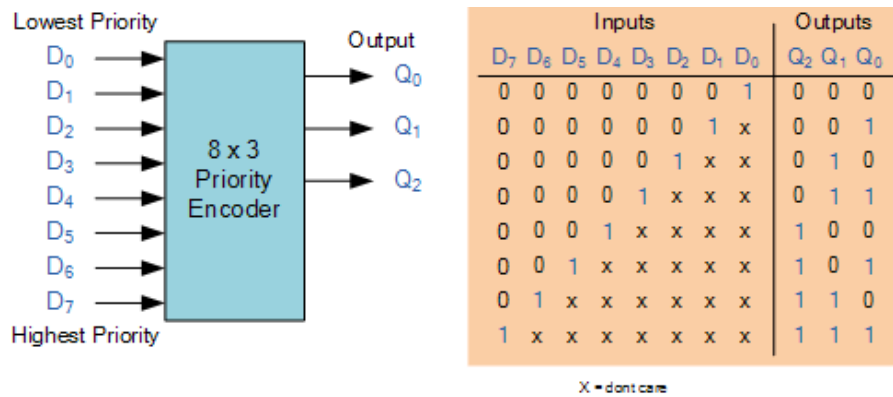 Lowest Priority
D0
D1
D2
D3
D4
D5
D6
D7
Highest Priority
8 x 3
Priority
Encoder
Output
Q0
Q1
Q2
Inputs Outputs
D7 D6 D5 D4 D3 D2 D1 D0 Q2 Q1 Q0
0 0 0 0 0 0 0 1 0 0 0
0 0 0 0 0 0 1 x 0 0 1
0 0 0 0 0 1 x x 0 1 0
0 0 0 0 1 x x x 0 1 1
0 0 0 1 x x x x 1 0 0
0 0 1 x x x x x 1 0 1
0 1 x x x x x x 1 1 0
1 x x x x x x x 1 1 1
X = dont care